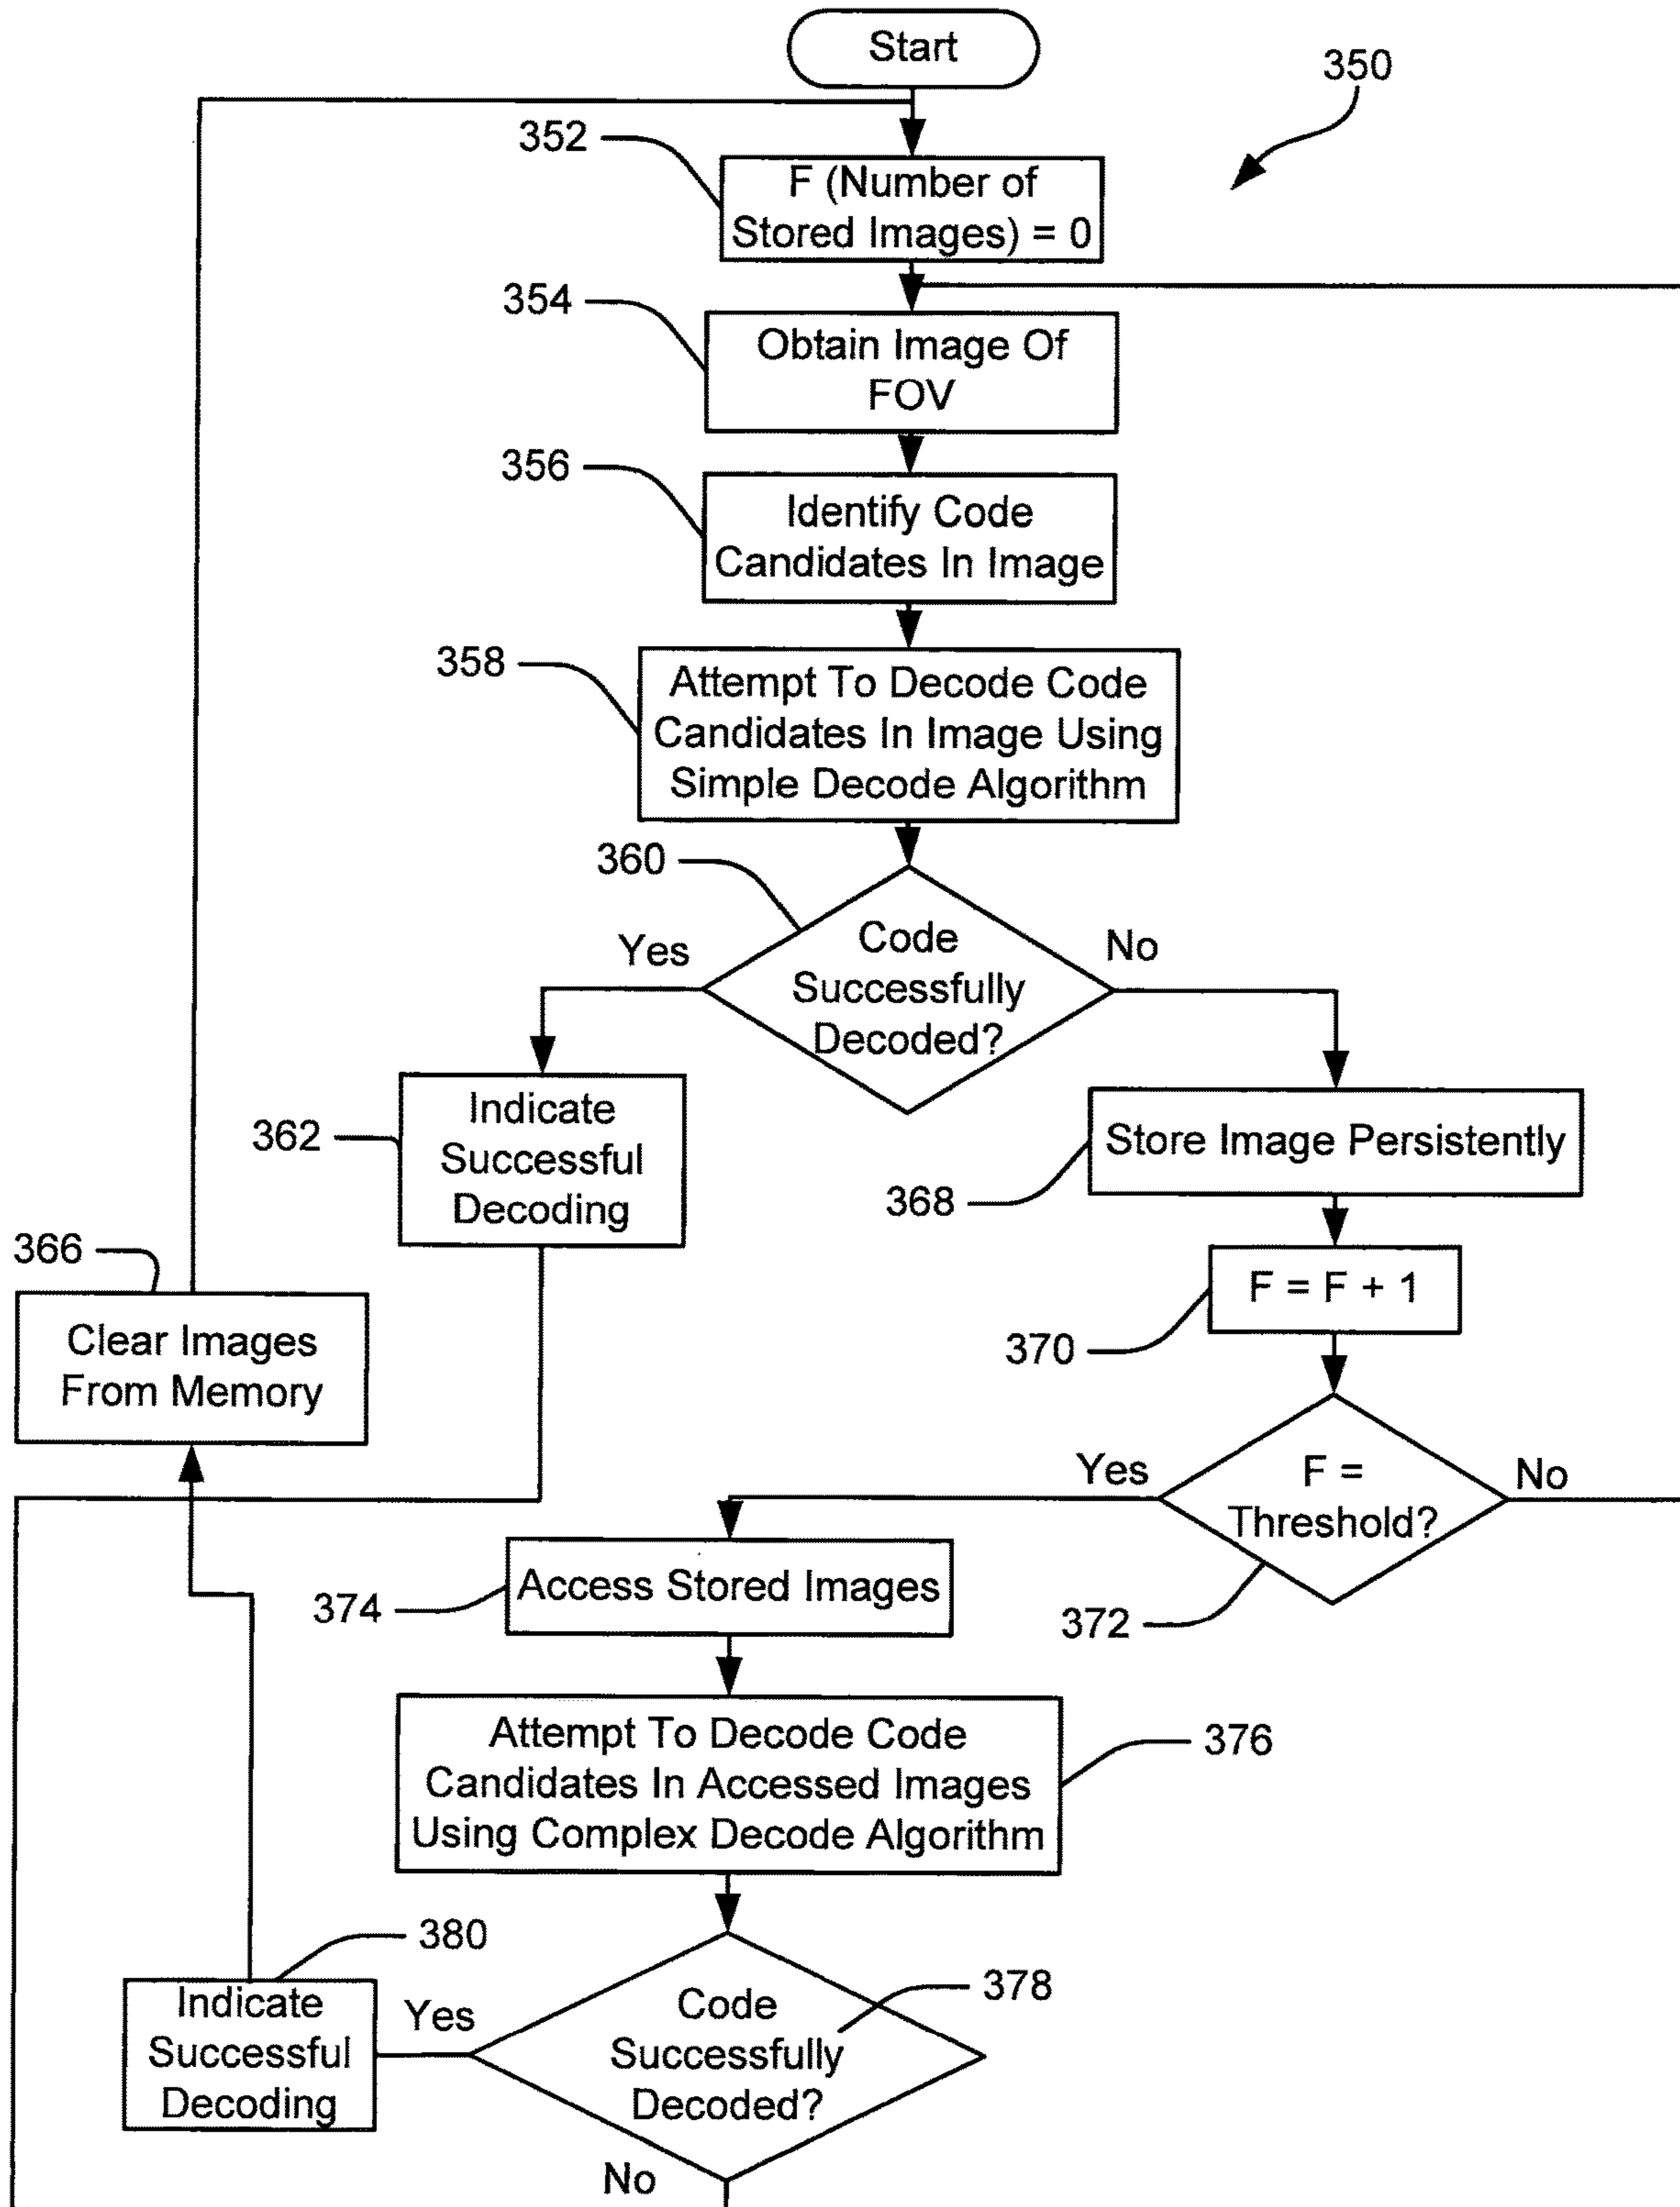 Start
350
352
F (Number of
Stored Images) = 0
354
Obtain Image Of
FOV
356
Identify Code
Candidates In Image
358
Attempt To Decode Code
Candidates In Image Using
Simple Decode Algorithm
360
Yes
Code
Successfully
Decoded?
No
362
Indicate
Successful
Decoding
Store Image Persistently
368
366
Clear Images
From Memory
F = F + 1
370
Yes
F =
Threshold?
No
372
374
Access Stored Images
Attempt To Decode Code
Candidates In Accessed Images
Using Complex Decode Algorithm
376
380
Indicate
Successful
Decoding
Yes
Code
Successfully
Decoded?
378
No